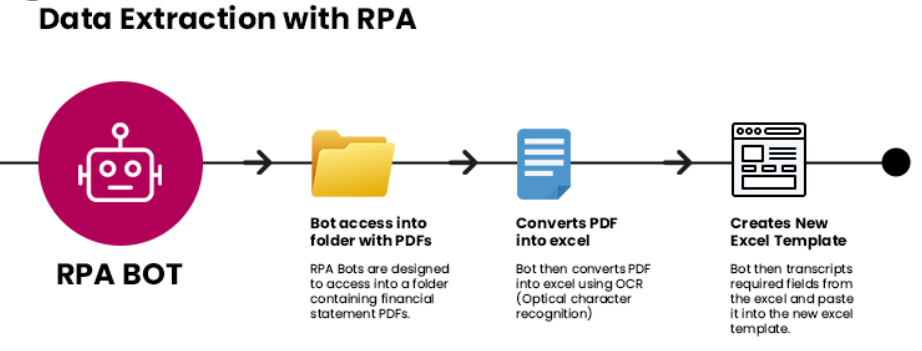 Data Extraction with RPA
RPA BOT
Bot access into
folder with PDFs
RPA Bots are designed
to access into a folder
containing financial
statement PDFs.
Converts PDF
into excel
Bot then converts PDF
into excel using OCR
(Optical character
recognition)
Creates New
Excel Template
Bot then transcripts
required fields from
the excel and paste
it into the new excel
template.